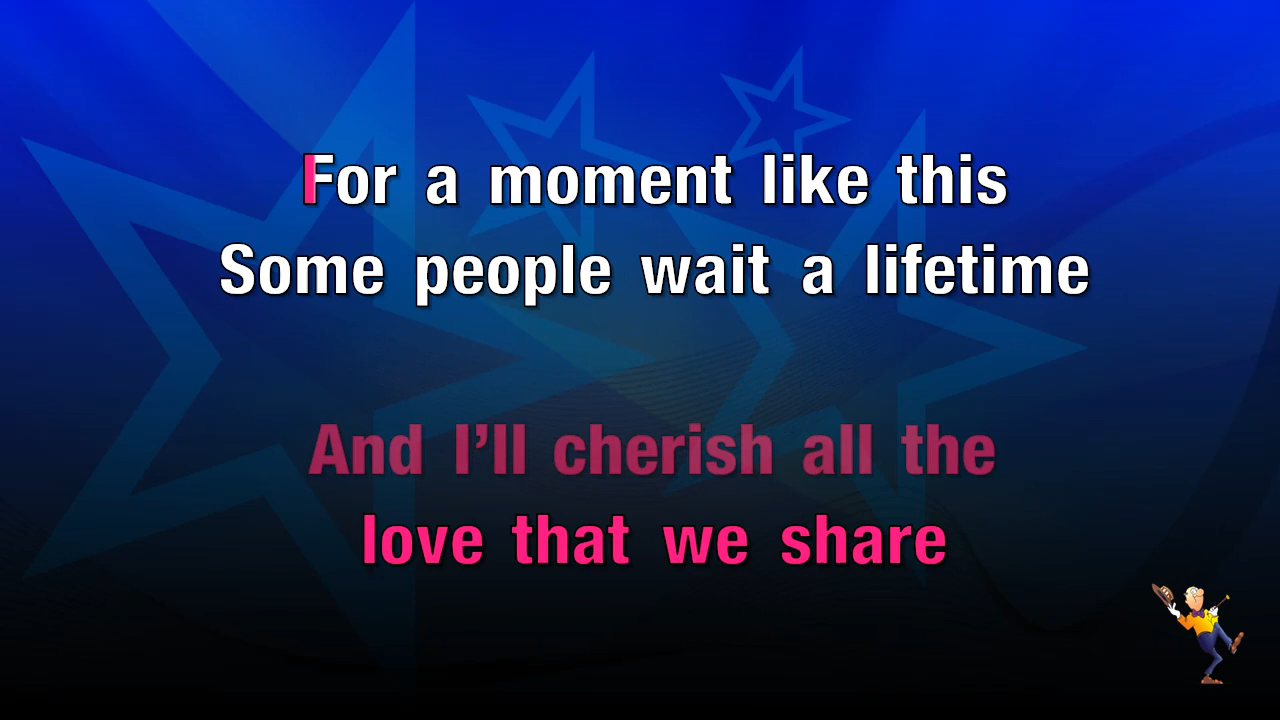 For a moment like this
Some people wait a lifetime
And I’ll cherish all the
love that we share